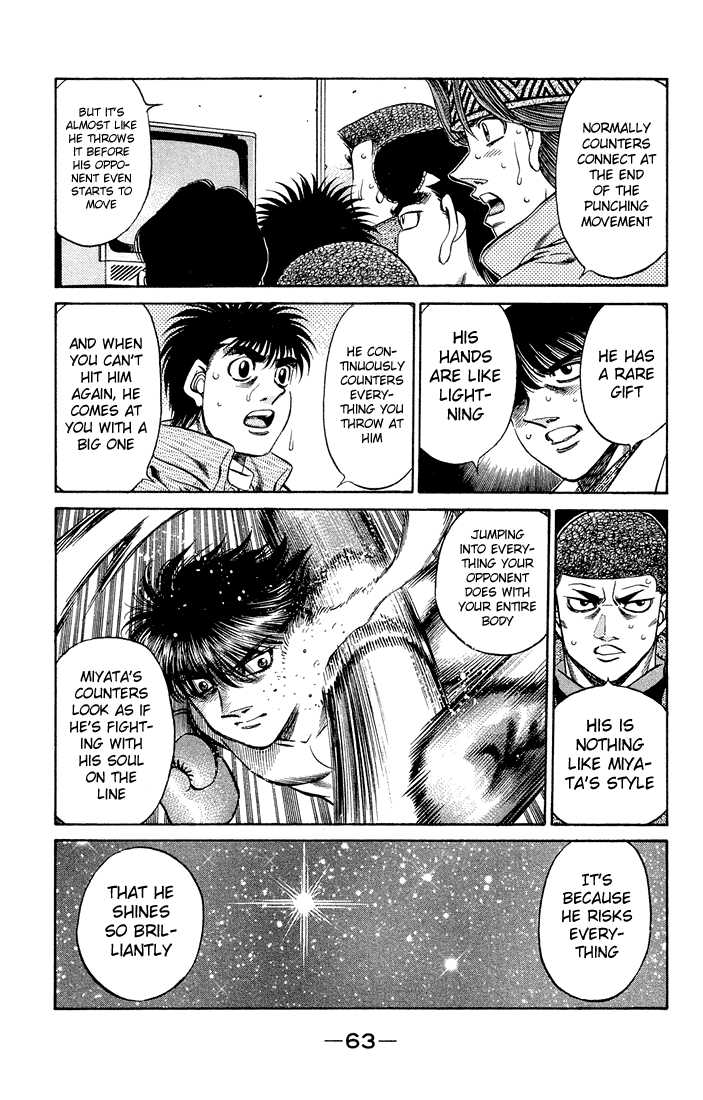 NORMALLY
COUNTERS
CONNECT AT
THE END
OF THE
PUNCHING
MOVEMENT
BUT IT'S
ALMOST LIKE
HE THROWS
IT BEFORE
HIS OPPO-
NENT EVEN
STARTS TO
MOVE
HE HAS
A RARE
GIFT
HIS
HANDS
ARE LIKE
LIGHT-
NING
HE CON-
TINUOUSLY
COUNTERS
EVERY-
THING YOU
THROW AT
HIM
AND WHEN
YOU CAN'T
HIT HIM
AGAIN, HE
COMES AT
YOU WITH A
BIG ONE
HIS IS
NOTHING
LIKE MIYA-
TA'S STYLE
JUMPING
INTO EVERY-
THING YOUR
OPPONENT
DOES WITH
YOUR ENTIRE
BODY
MIYATA'S
COUNTERS
LOOK AS IF
HE'S FIGHT-
ING WITH
HIS SOUL
ON THE
LINE
IT'S
BECAUSE
HE RISKS
EVERY-
THING
THAT HE
SHINES
SO BRIL-
LIANTLY
—63—